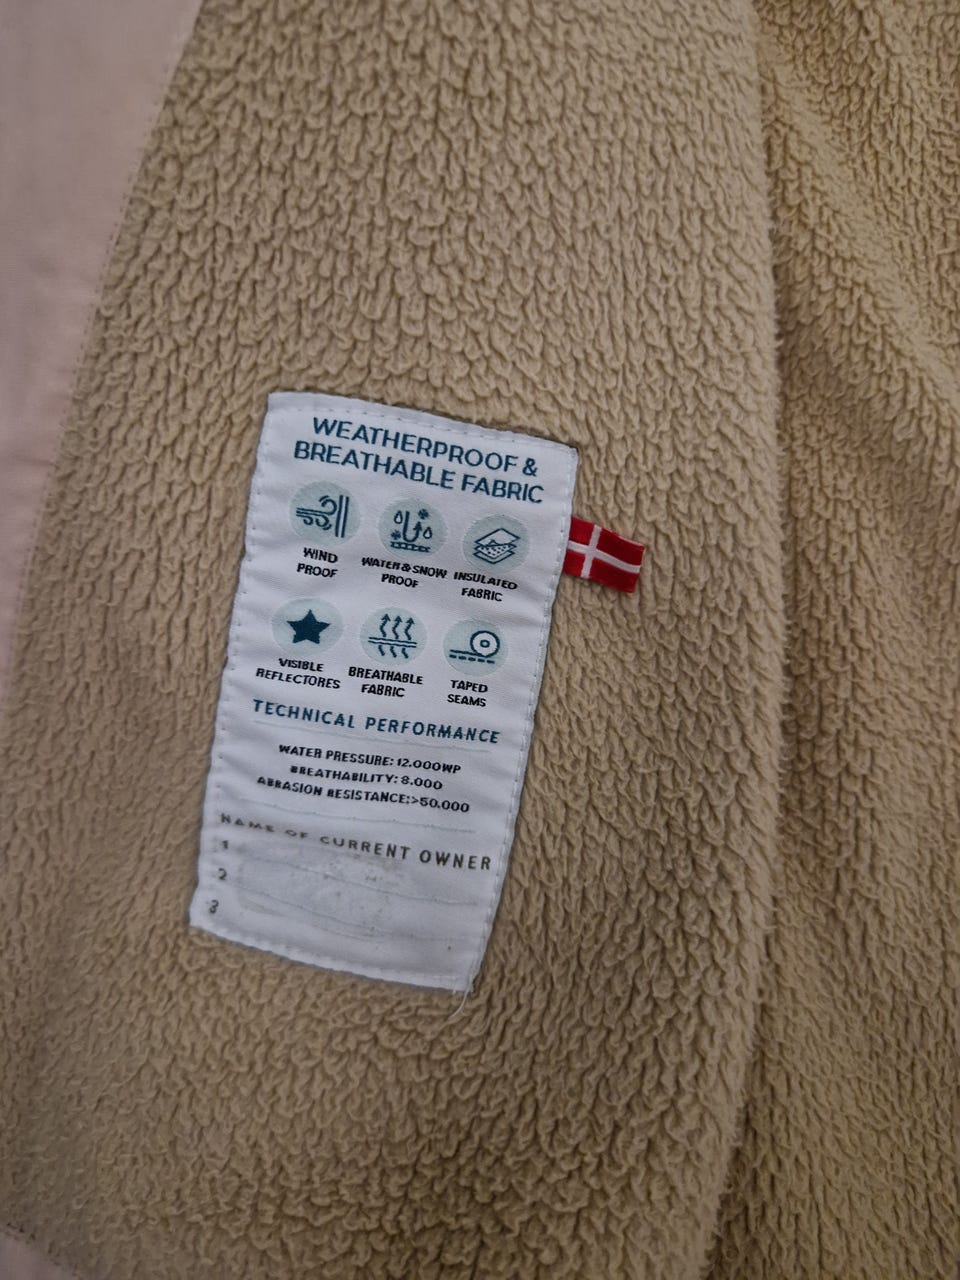 WEATHERPROOF &
BREATHABLE FABRIC
WIND
PROOF
WATER & SNOW
PROOF
INSULATED
FABRIC
VISIBLE
REFLECTORES
BREATHABLE
FABRIC
TAPED
SEAMS
TECHNICAL PERFORMANCE
WATER PRESSURE: 12.000WP
BREATHABILITY: 8.000
ABRASION RESISTANCE:>50.000
NAME OF CURRENT OWNER
1
2
3